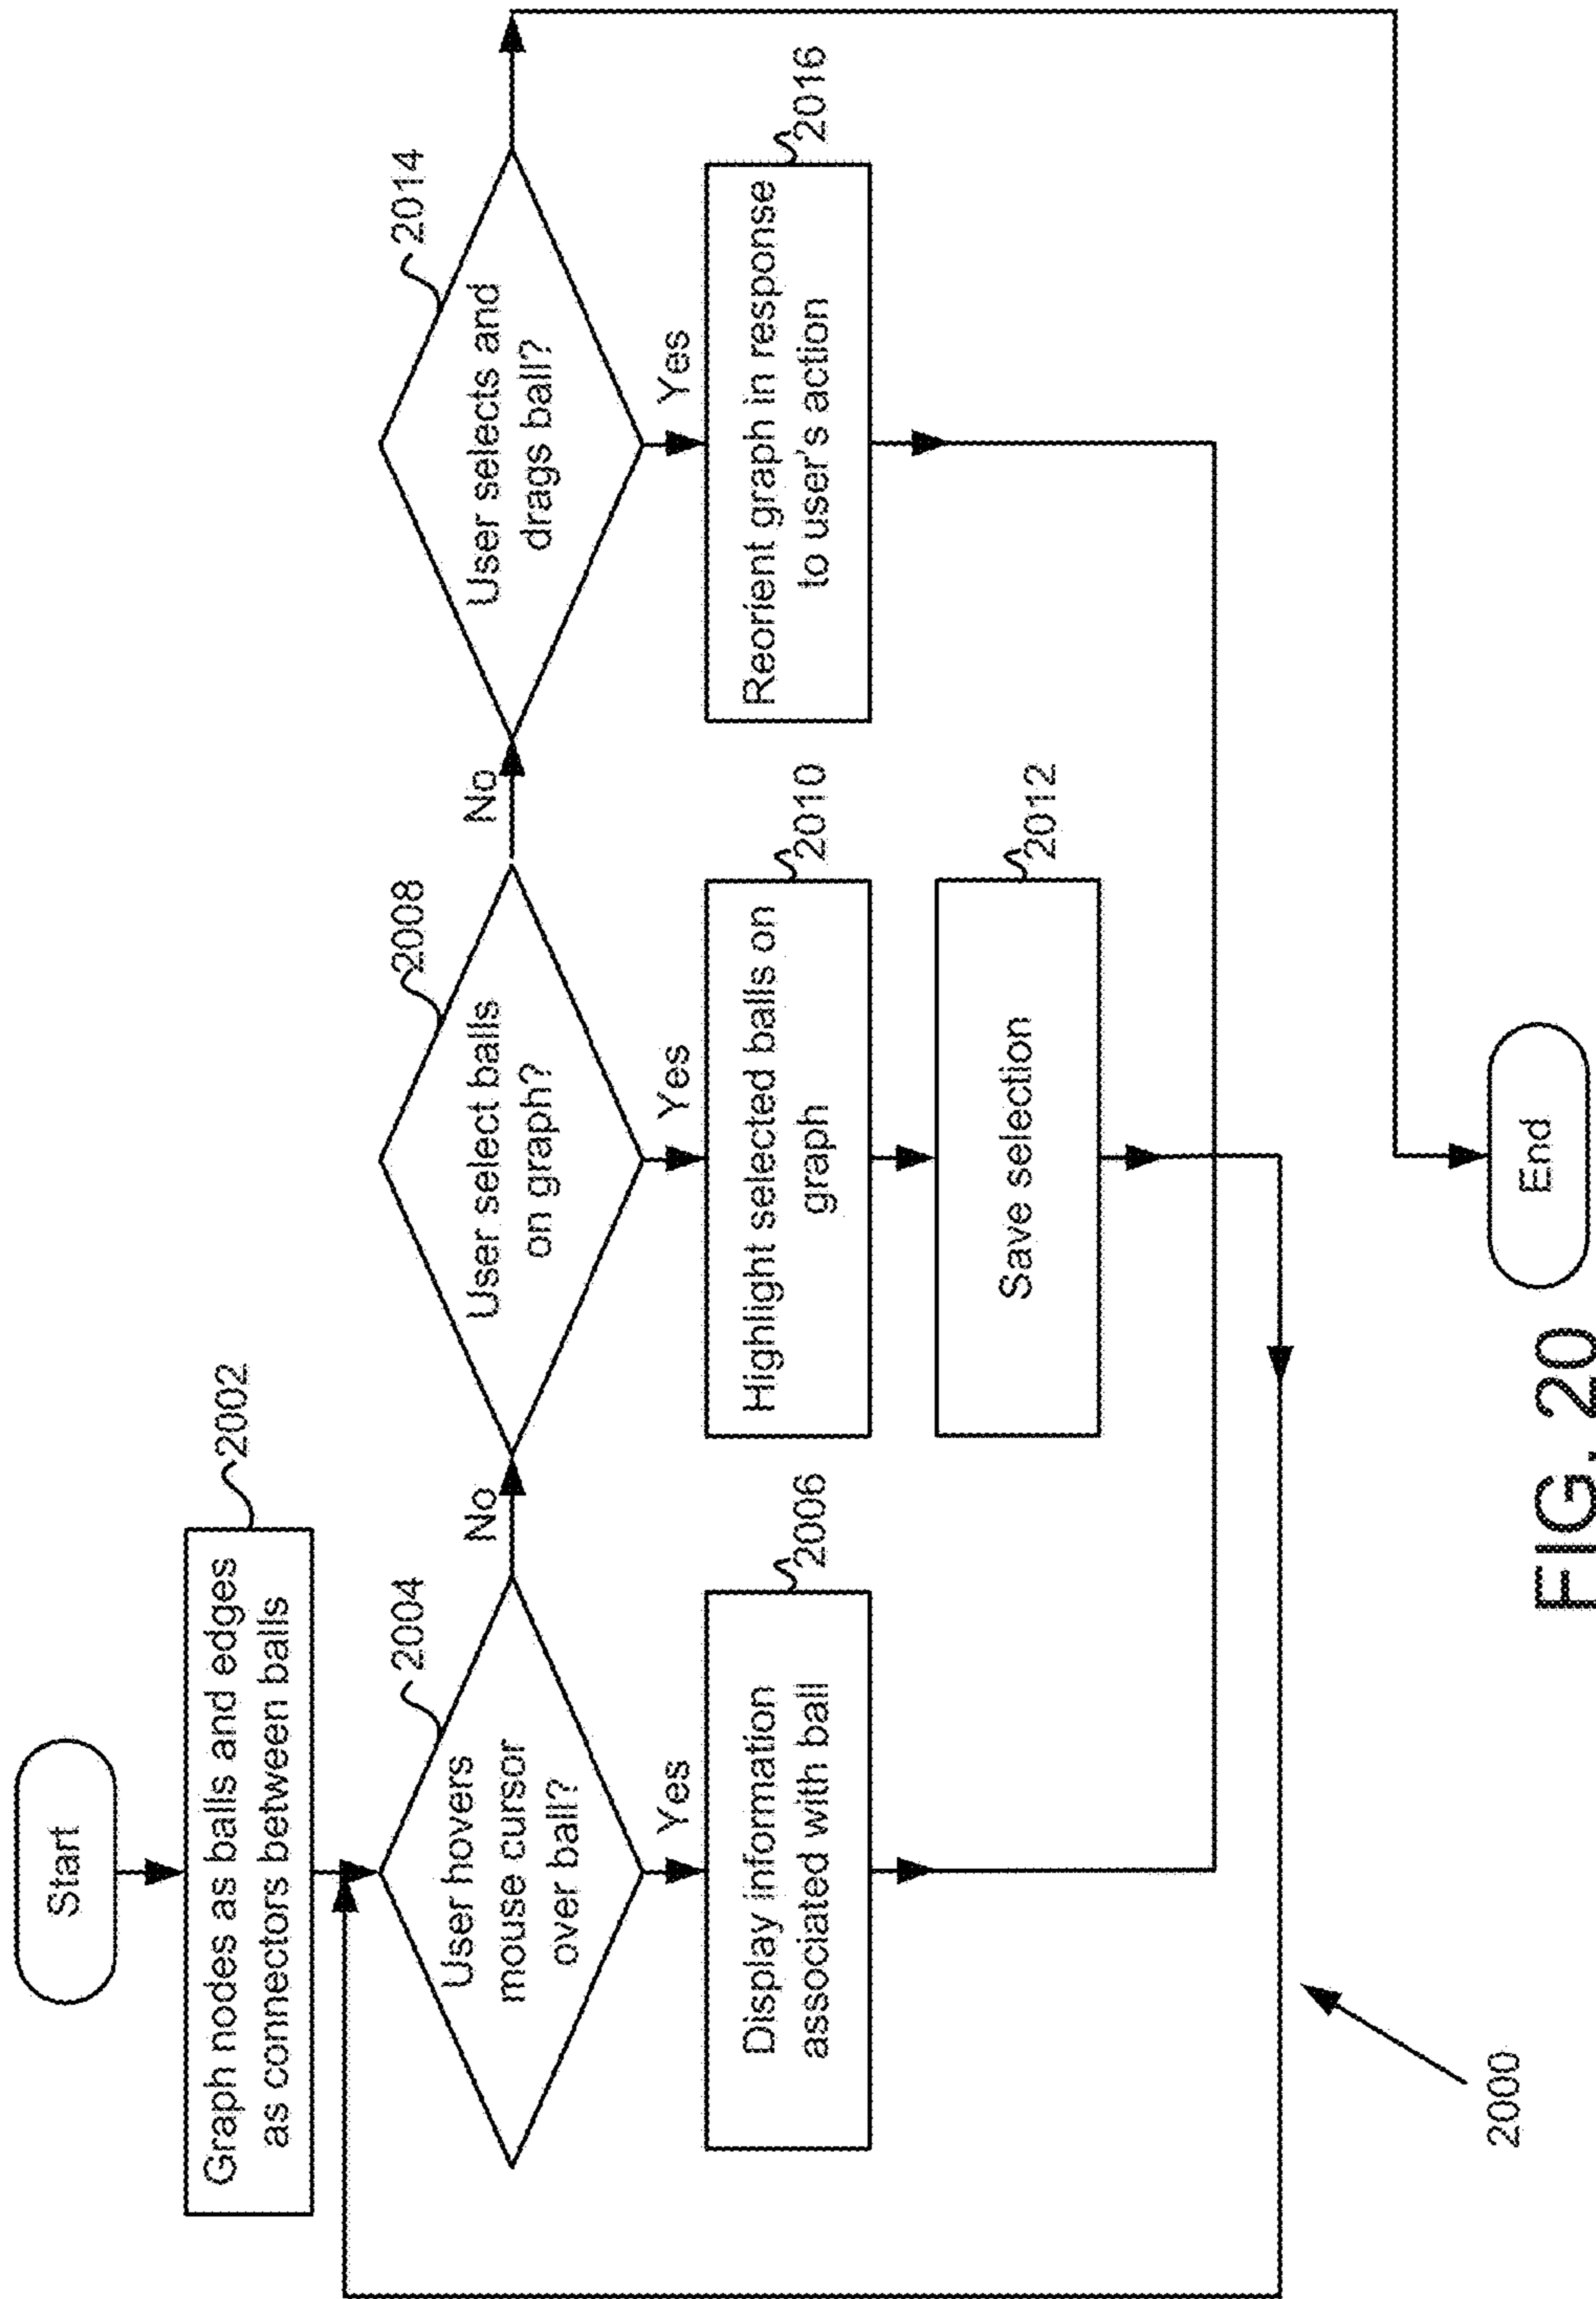 Start
Graph nodes as balls and edges
as connectors between balls
2002
User hovers
mouse cursor
over ball?
2004
No
Yes
Display information
associated with ball
2006
User select balls
on graph?
2008
No
Yes
Highlight selected balls on
graph
2010
Save selection
2012
User selects and
drags ball?
2014
Yes
Reorient graph in response
to user's action
2016
End
2000
FIG. 20